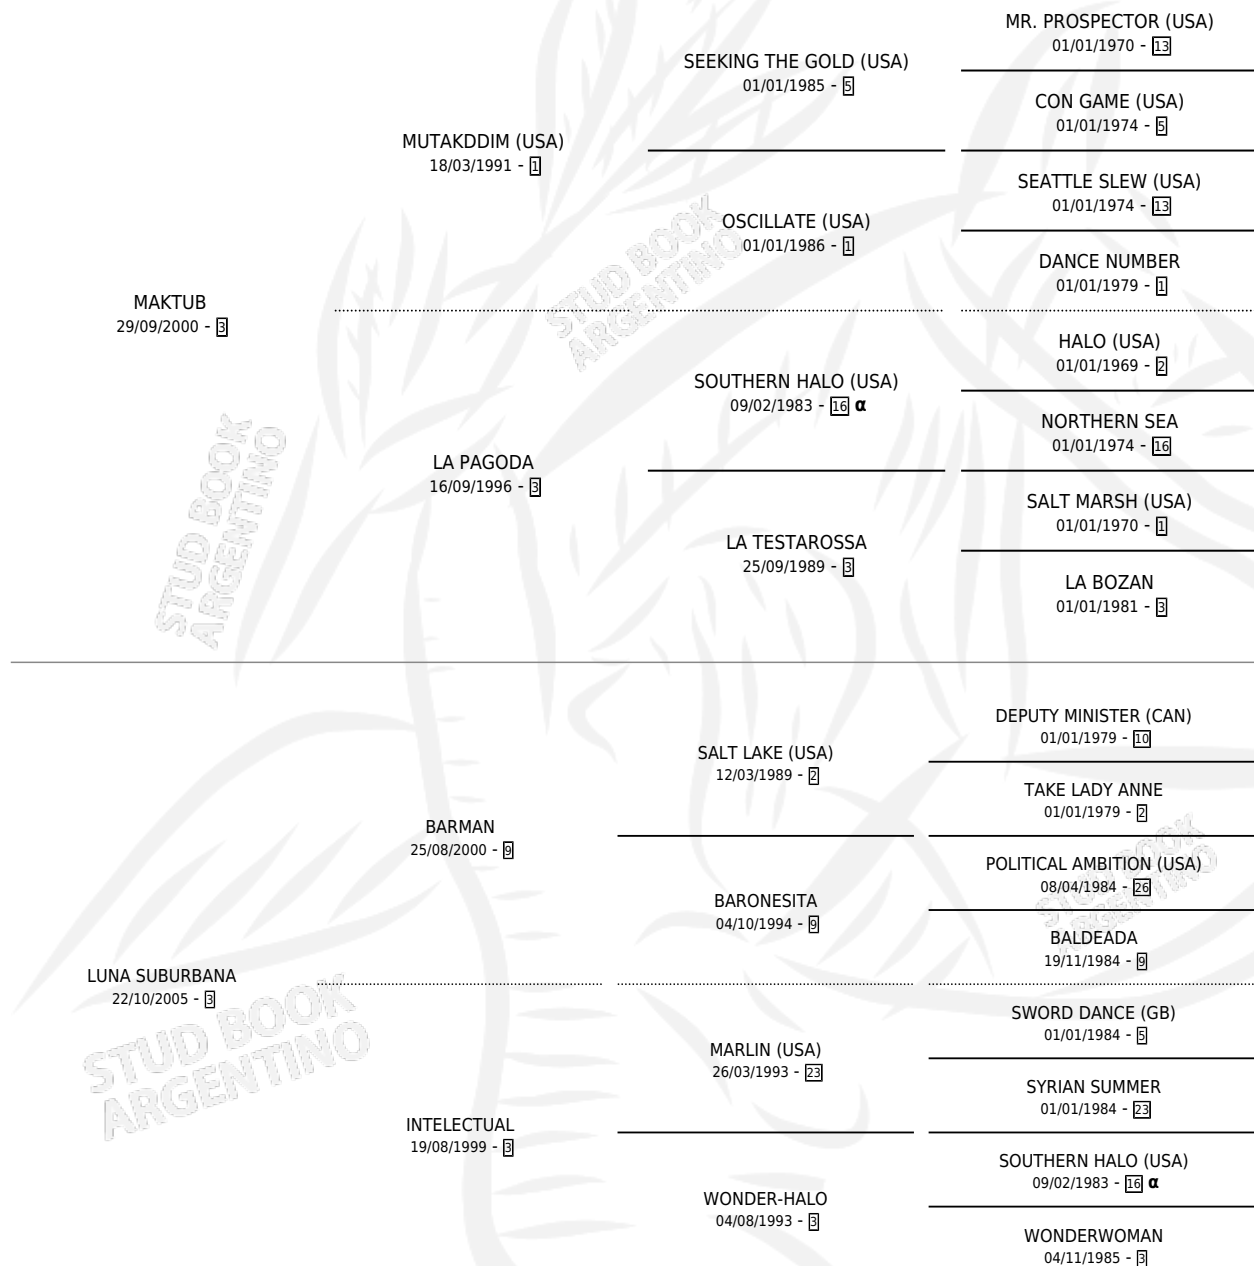 MR. PROSPECTOR (USA)
01/01/1970 - 13
SEEKING THE GOLD (USA)
01/01/1985 - 5
CON GAME (USA)
01/01/1974 - 5
MUTAKDDIM (USA)
18/03/1991 - 1
SEATTLE SLEW (USA)
01/01/1974 - 13
OSCILLATE (USA)
01/01/1986 - 1
DANCE NUMBER
01/01/1979 - 1
MAKTUB
29/09/2000 - 3
HALO (USA)
01/01/1969 - 2
SOUTHERN HALO (USA)
09/02/1983 - 16 α
NORTHERN SEA
01/01/1974 - 16
LA PAGODA
16/09/1996 - 3
SALT MARSH (USA)
01/01/1970 - 1
LA TESTAROSSA
25/09/1989 - 3
LA BOZAN
01/01/1981 - 3
DEPUTY MINISTER (CAN)
01/01/1979 - 10
SALT LAKE (USA)
12/03/1989 - 2
TAKE LADY ANNE
01/01/1979 - 2
BARMAN
25/08/2000 - 9
POLITICAL AMBITION (USA)
08/04/1984 - 26
BARONESITA
04/10/1994 - 9
BALDEADA
19/11/1984 - 9
LUNA SUBURBANA
22/10/2005 - 3
SWORD DANCE (GB)
01/01/1984 - 5
MARLIN (USA)
26/03/1993 - 23
SYRIAN SUMMER
01/01/1984 - 23
INTELECTUAL
19/08/1999 - 3
SOUTHERN HALO (USA)
09/02/1983 - 16 α
WONDER-HALO
04/08/1993 - 3
WONDERWOMAN
04/11/1985 - 3
STUD BOOK
ARGENTINO
STUD BOOK
ARGENTINO
STUD BOOK
ARGENTINO
STUD BOOK
ARGENTINO